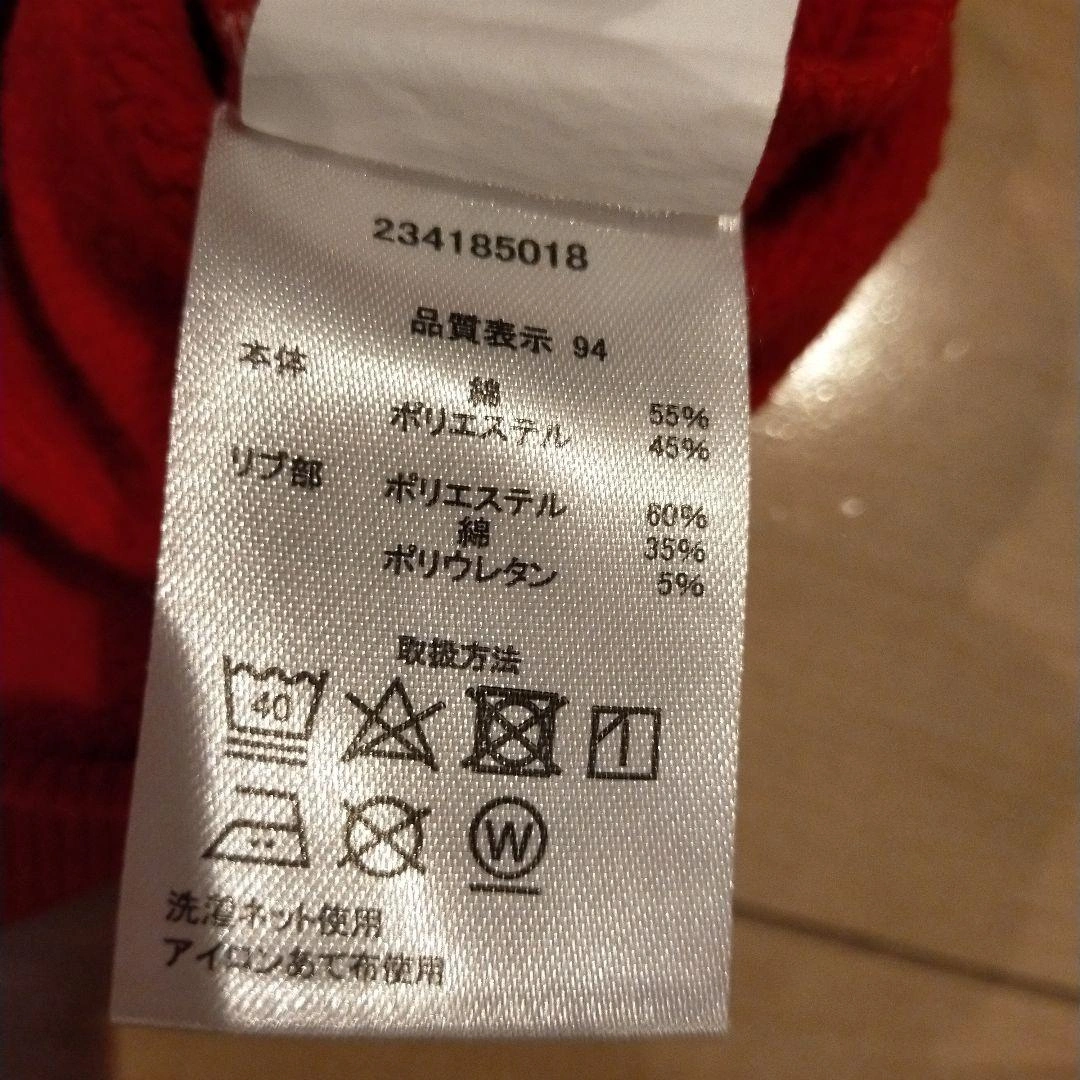 234185018
品質表示 94
本体
綿 55%
ポリエステル 45%
リブ部
ポリエステル 60%
綿 35%
ポリウレタン 5%
取扱方法
40
W
洗濯ネット使用
アイロンあて布使用